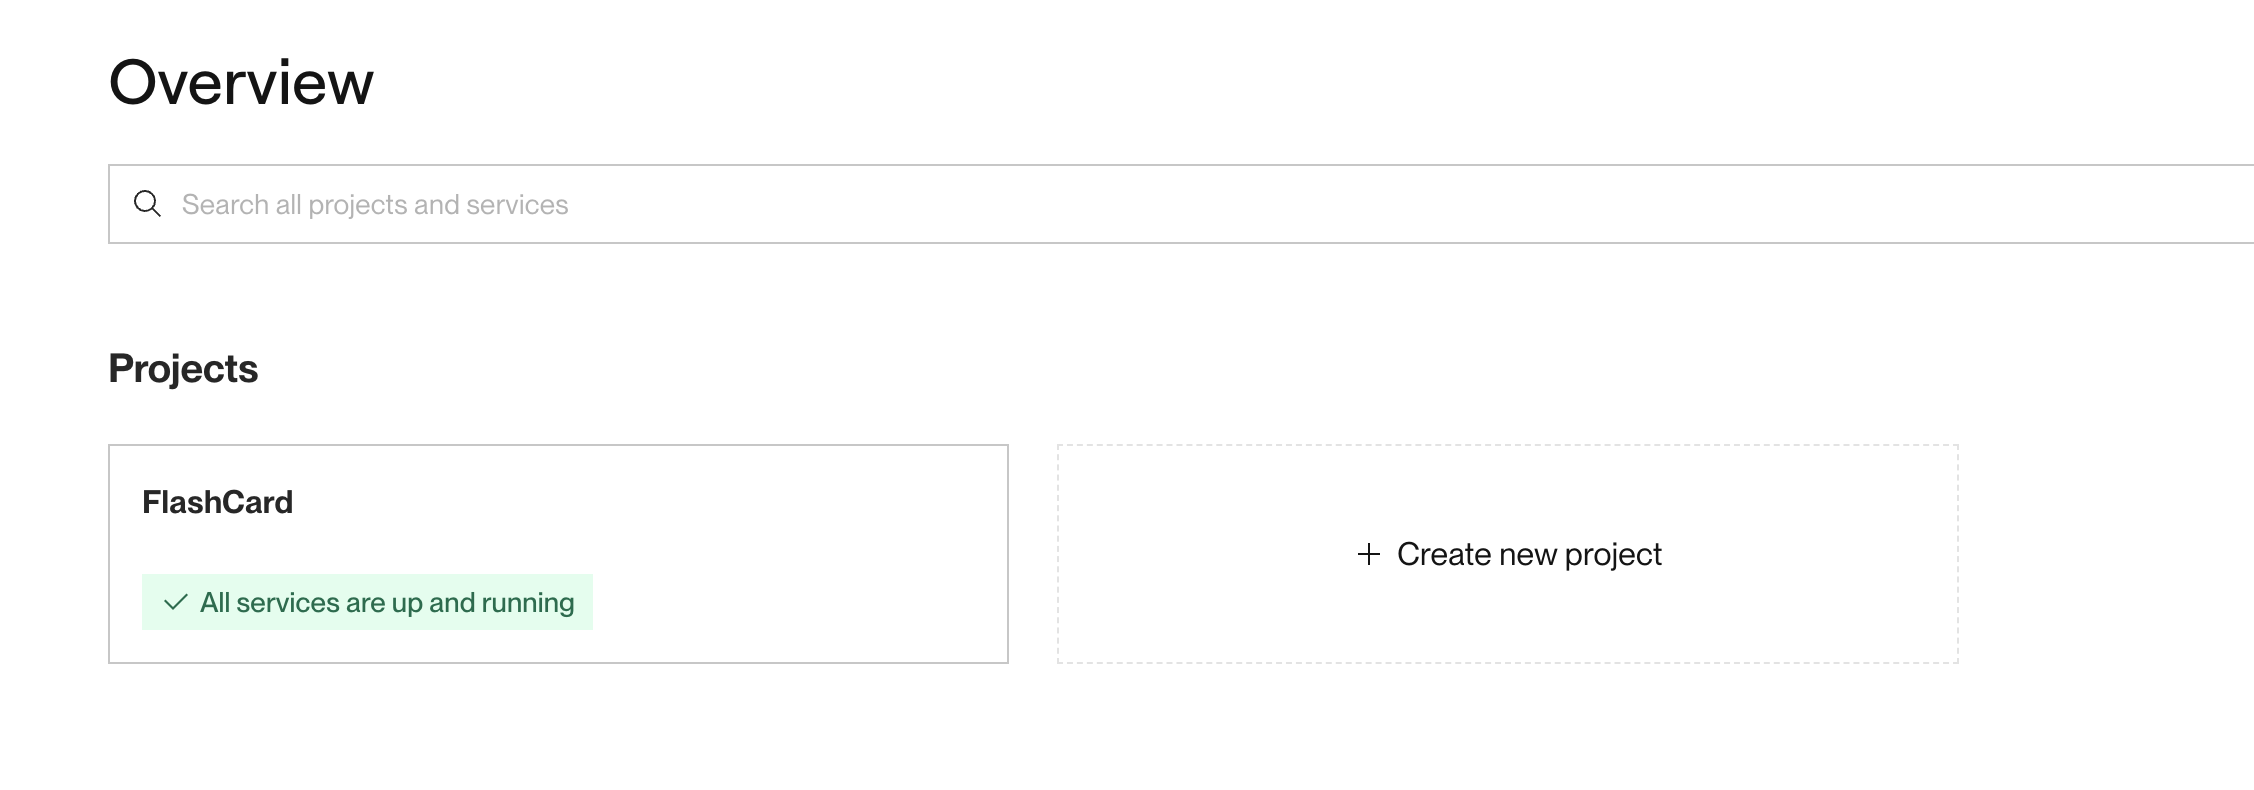 Overview
Search all projects and services
Projects
FlashCard
All services are up and running
Create new project